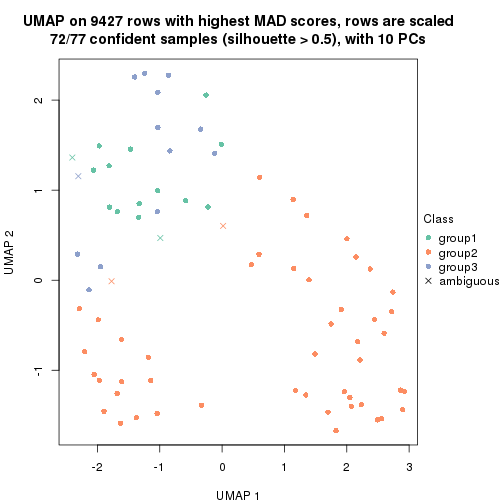 UMAP on 9427 rows with highest MAD scores, rows are scaled
72/77 confident samples (silhouette > 0.5), with 10 PCs
2
1
0
-1
UMAP 2
-2
-1
0
1
2
3
UMAP 1
Class
group1
group2
group3
ambiguous